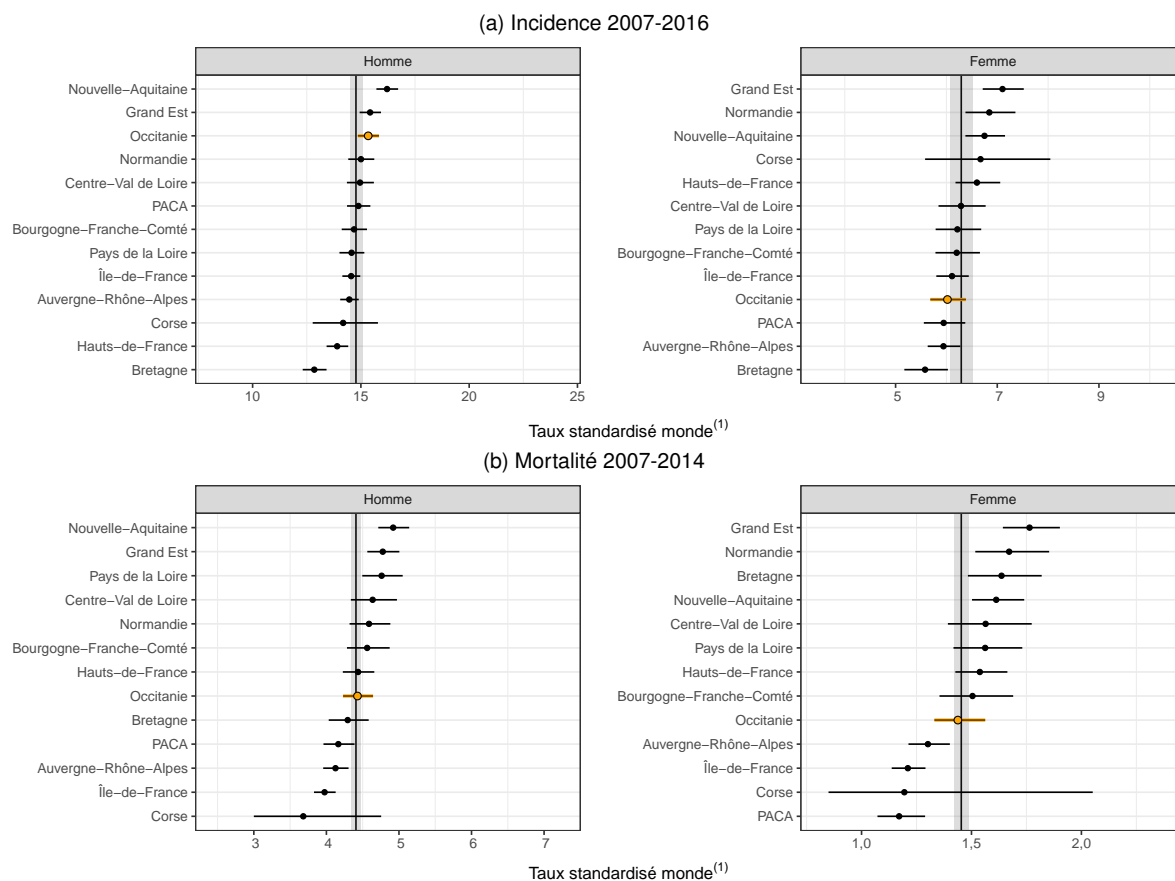 (a) Incidence 2007-2016
Homme
Nouvelle−Aquitaine
Grand Est
Occitanie
Normandie
Centre−Val de Loire
PACA
Bourgogne−Franche−Comté
Pays de la Loire
Île−de−France
Auvergne−Rhône−Alpes
Corse
Hauts−de−France
Bretagne
10 15 20 25
Femme
Grand Est
Normandie
Nouvelle−Aquitaine
Corse
Hauts−de−France
Centre−Val de Loire
Pays de la Loire
Bourgogne−Franche−Comté
Île−de−France
Occitanie
PACA
Auvergne−Rhône−Alpes
Bretagne
5 7 9
Taux standardisé monde(1)
(b) Mortalité 2007-2014
Homme
Nouvelle−Aquitaine
Grand Est
Pays de la Loire
Centre−Val de Loire
Normandie
Bourgogne−Franche−Comté
Hauts−de−France
Occitanie
Bretagne
PACA
Auvergne−Rhône−Alpes
Île−de−France
Corse
3 4 5 6 7
Femme
Grand Est
Normandie
Bretagne
Nouvelle−Aquitaine
Centre−Val de Loire
Pays de la Loire
Hauts−de−France
Bourgogne−Franche−Comté
Occitanie
Auvergne−Rhône−Alpes
Île−de−France
Corse
PACA
1,0 1,5 2,0
Taux standardisé monde(1)